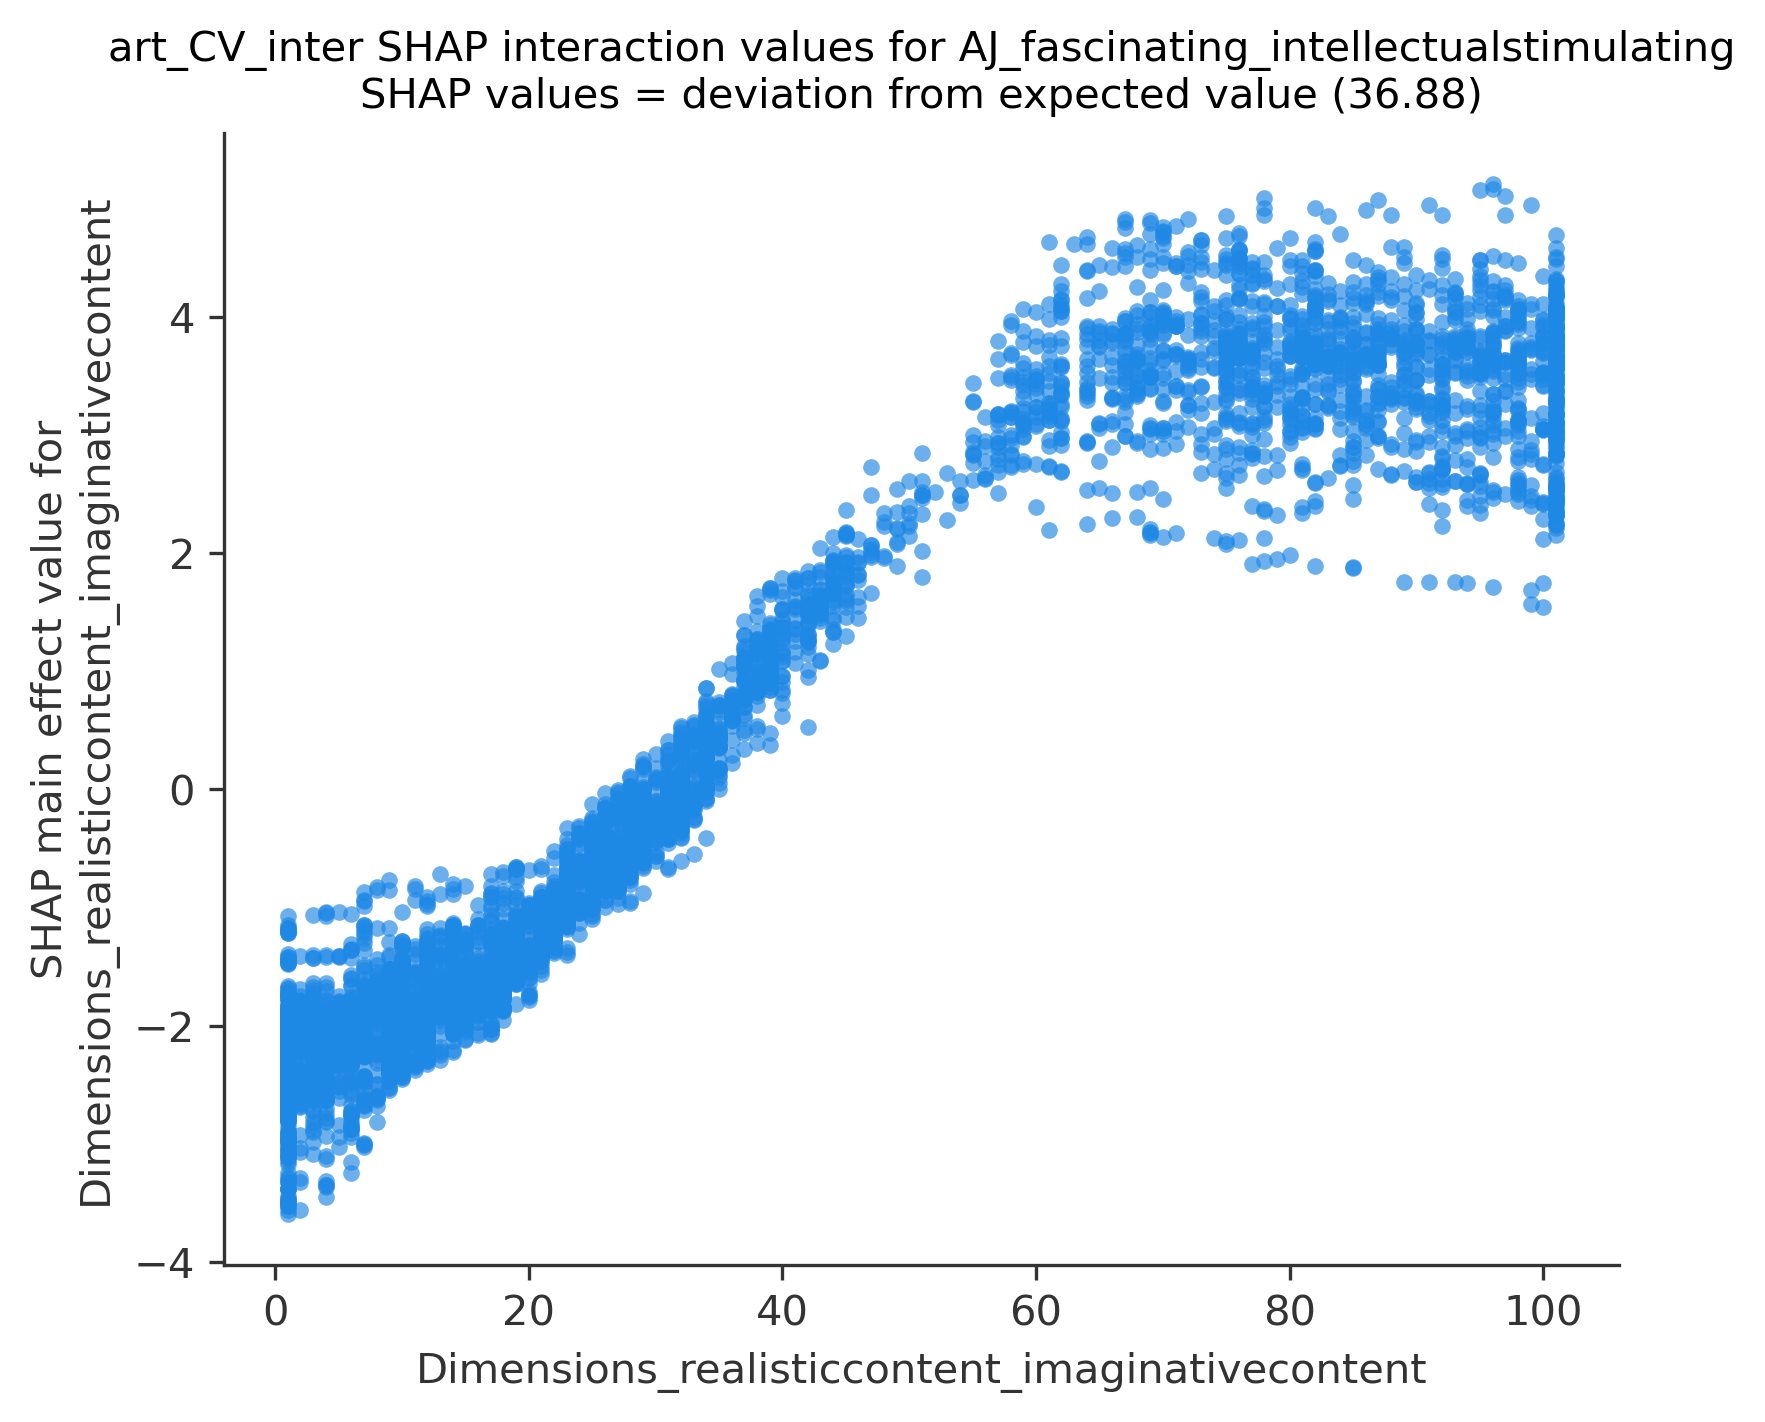 art_CV_inter SHAP interaction values for AJ_fascinating_intellectualstimulating
SHAP values = deviation from expected value (36.88)
SHAP main effect value for
Dimensions_realisticcontent_imaginativecontent
4
2
0
−2
−4
0 20 40 60 80 100
Dimensions_realisticcontent_imaginativecontent